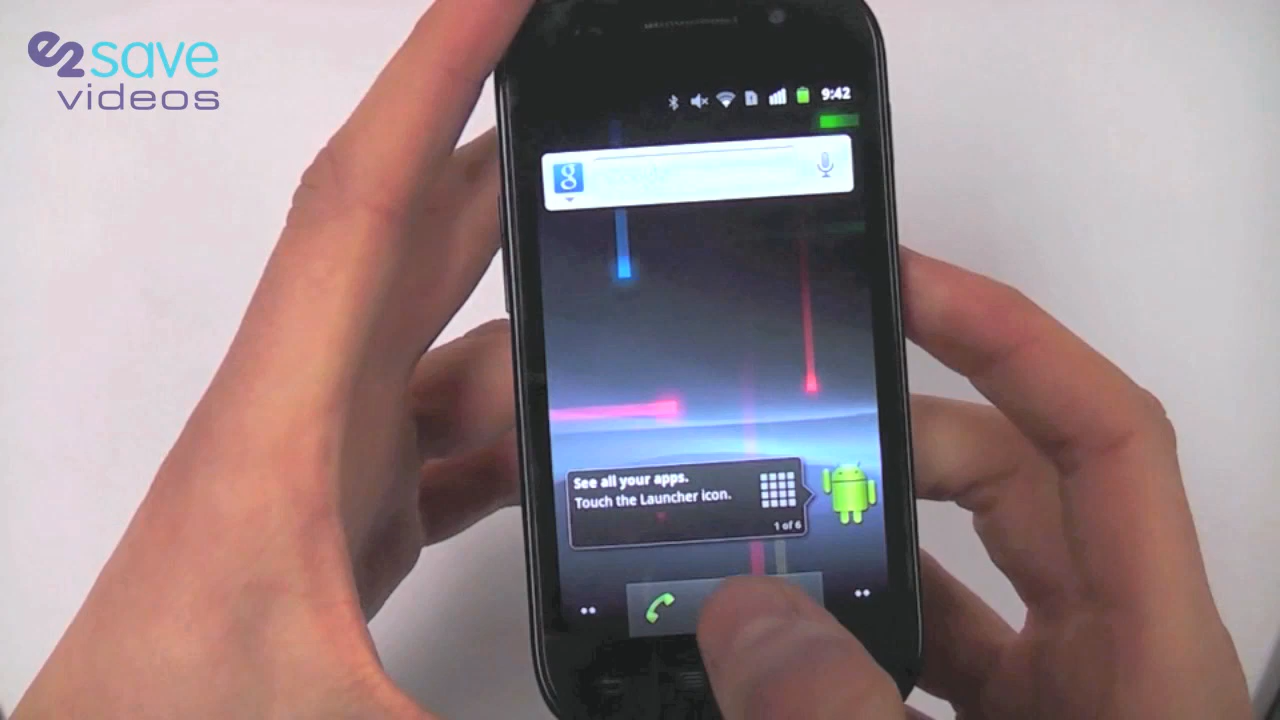 e2save
videos
9:42
g
See all your apps.
Touch the Launcher icon.
1 of 6